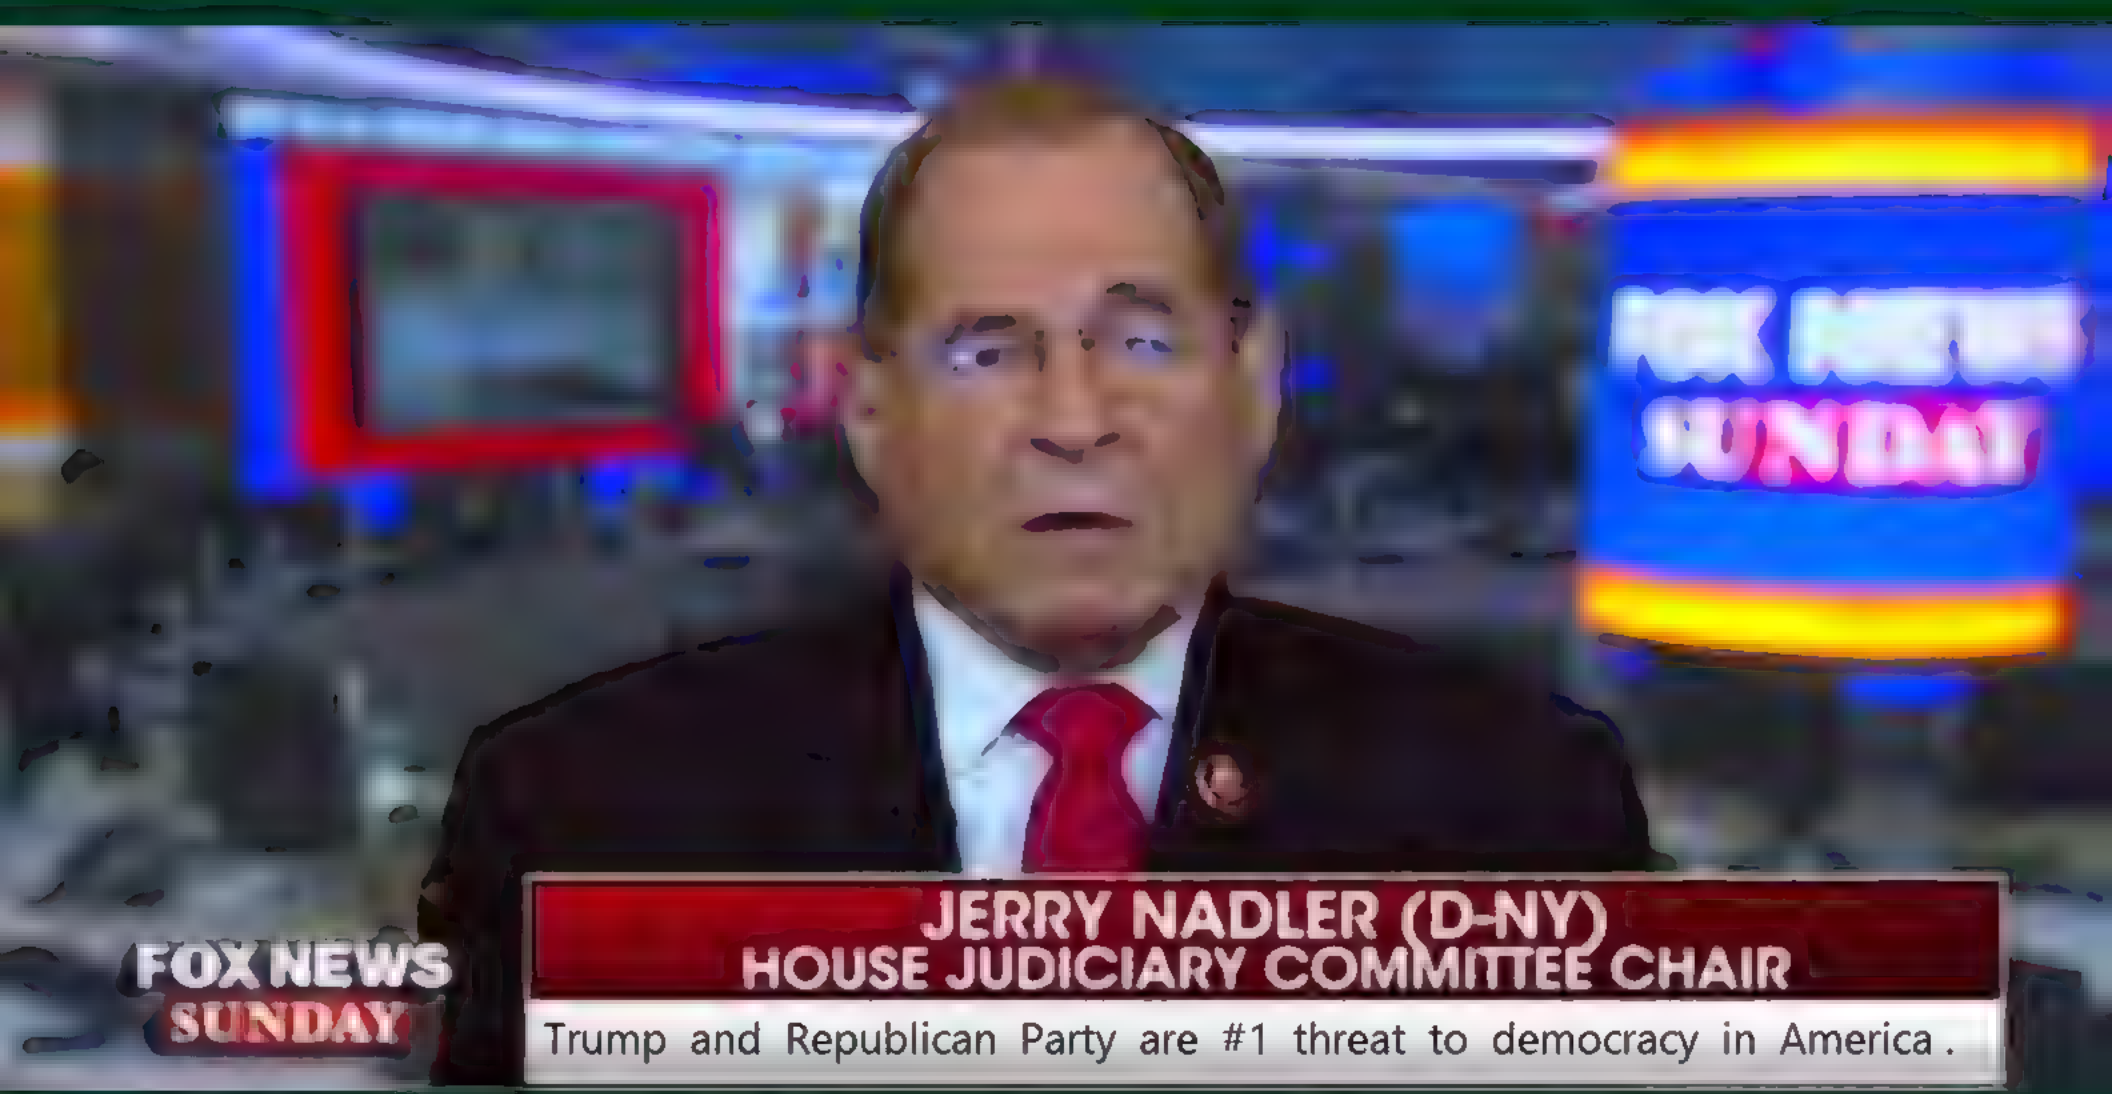 FOX NEWS
SUNDAY
JERRY NADLER (D-NY)
HOUSE JUDICIARY COMMITTEE CHAIR
FOX NEWS
SUNDAY
Trump and Republican Party are #1 threat to democracy in America.